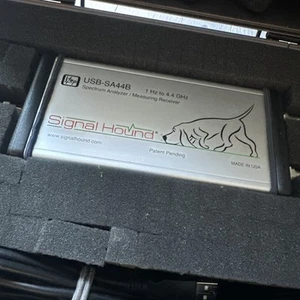 USB-SA44B 1 Hz to 4.4 GHz
Spectrum Analyzer / Measuring Receiver
Signal Hound®
www.signalhound.com
Patent Pending
MADE IN USA